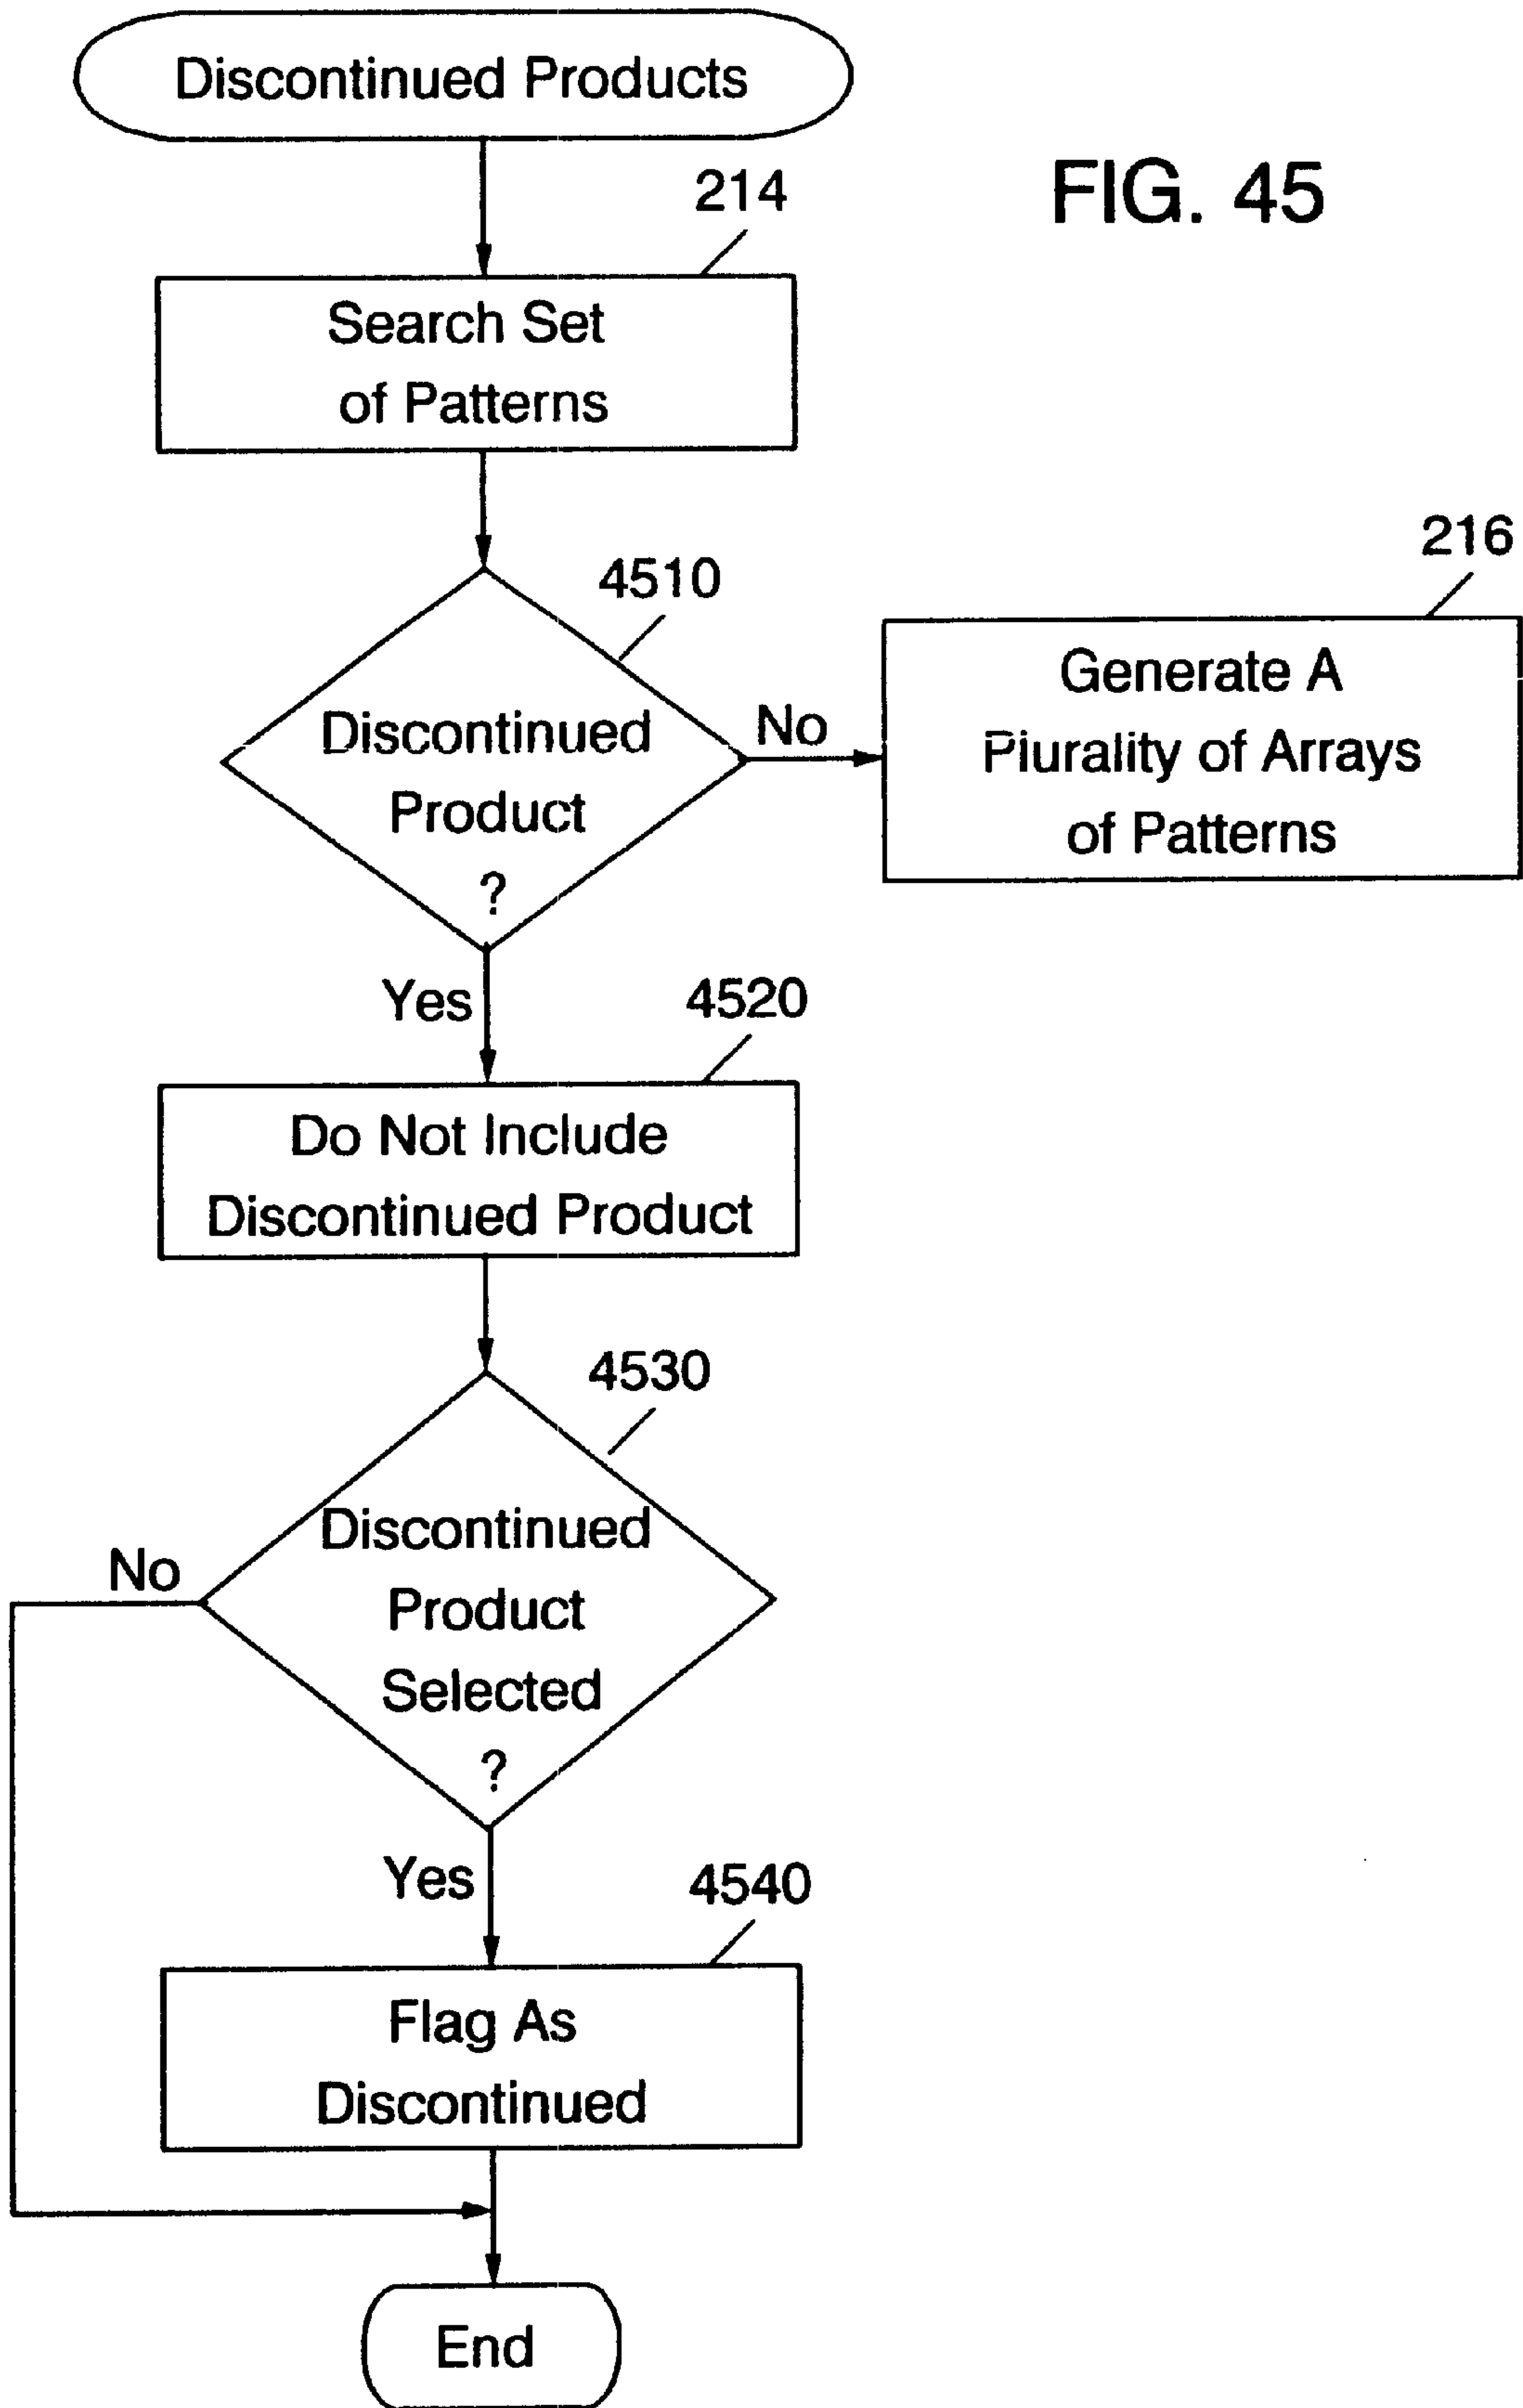 Discontinued Products
FIG. 45
214
Search Set
of Patterns
4510
Discontinued
Product
?
No
216
Generate A
Plurality of Arrays
of Patterns
Yes
4520
Do Not Include
Discontinued Product
4530
Discontinued
Product
Selected
?
No
Yes
4540
Flag As
Discontinued
End